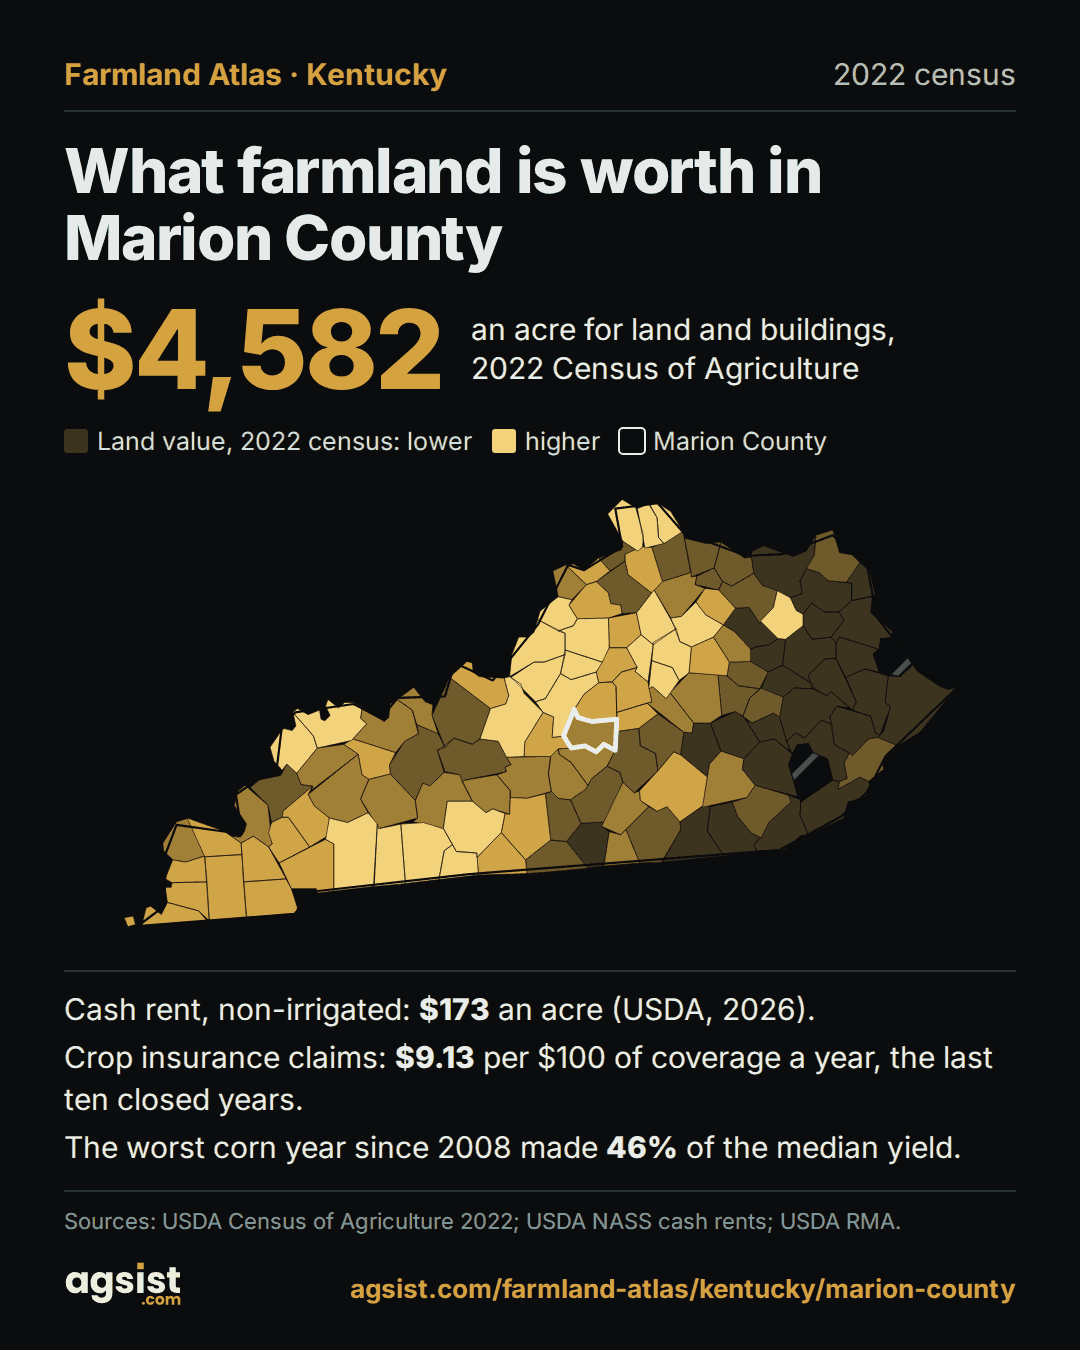 Farmland Atlas · Kentucky
2022 census
What farmland is worth in
Marion County
$4,582
an acre for land and buildings,
2022 Census of Agriculture
Land value, 2022 census: lower
higher
Marion County
Cash rent, non-irrigated: $173 an acre (USDA, 2026).
Crop insurance claims: $9.13 per $100 of coverage a year, the last
ten closed years.
The worst corn year since 2008 made 46% of the median yield.
Sources: USDA Census of Agriculture 2022; USDA NASS cash rents; USDA RMA.
agsist
.com
agsist.com/farmland-atlas/kentucky/marion-county